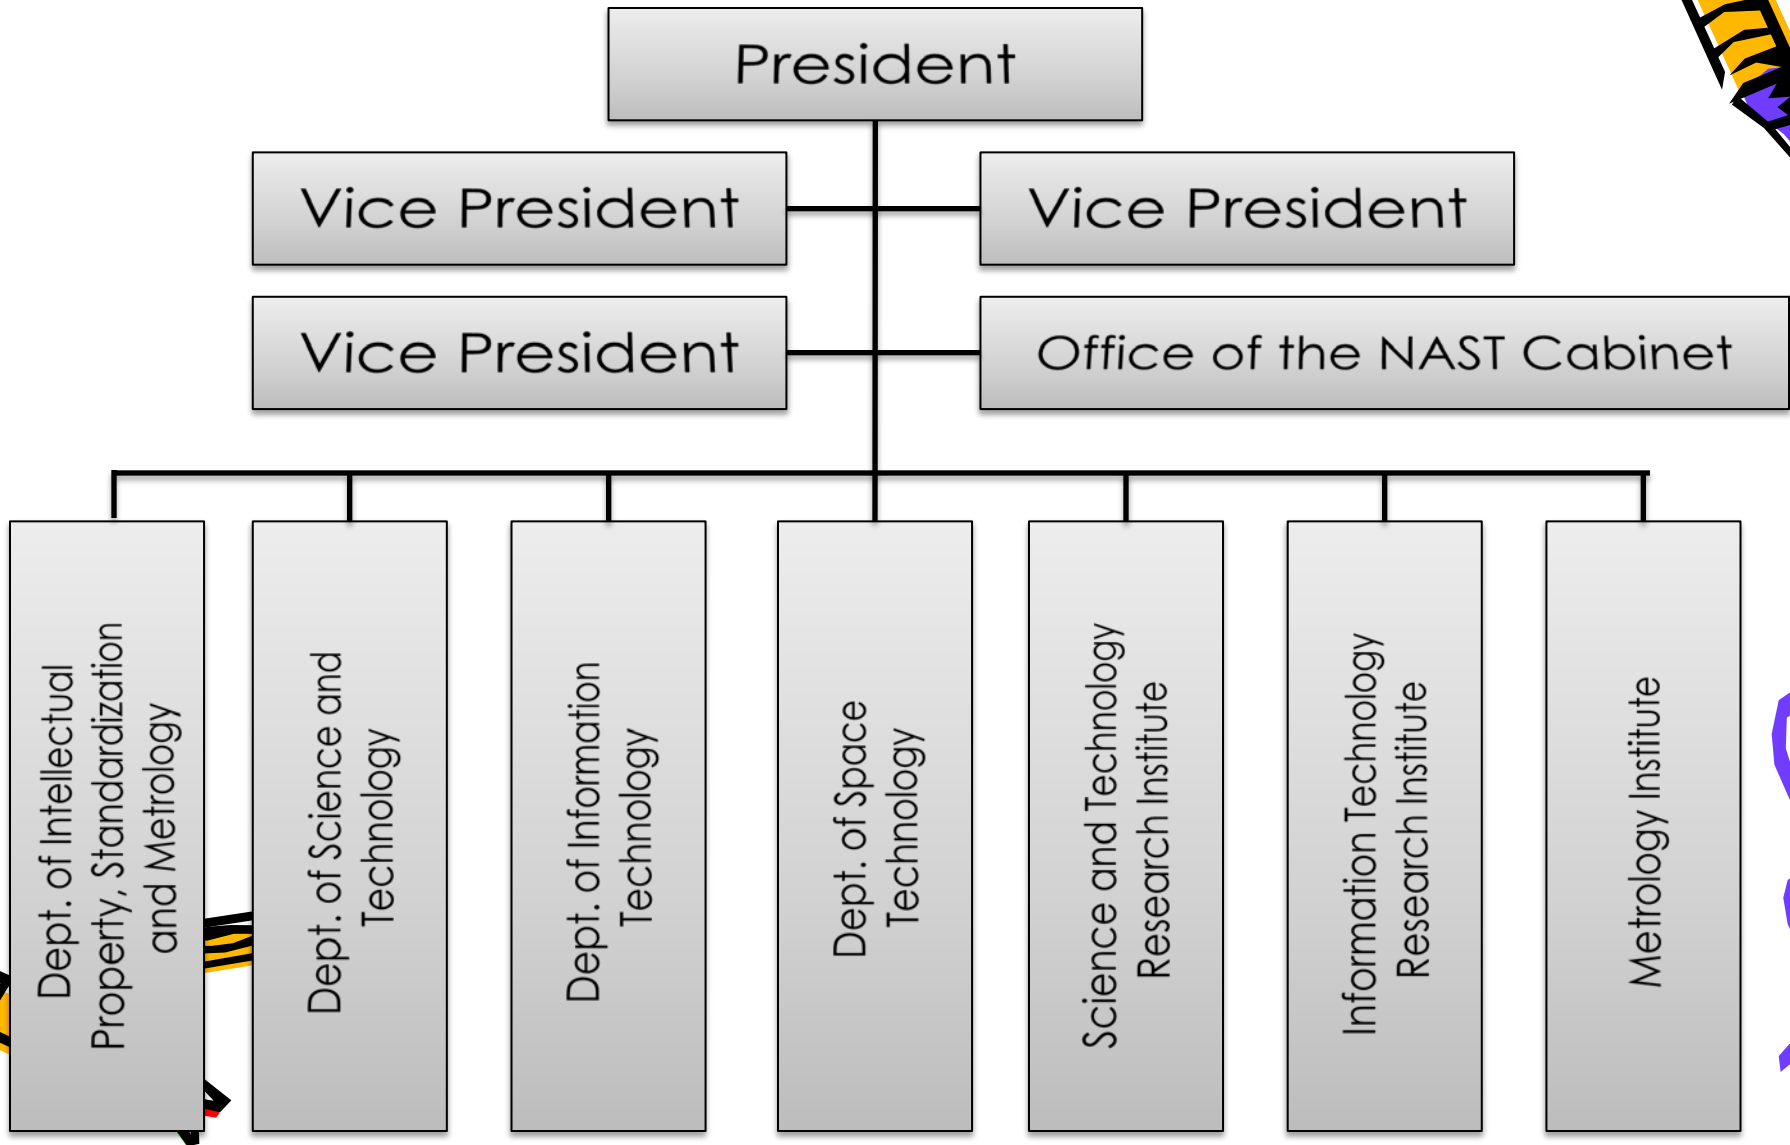 President
Vice President
Vice President
Vice President
Office of the NAST Cabinet
Dept. of Intellectual
Property, Standardization
and Metrology
Dept. of Science and
Technology
Dept. of Information
Technology
Dept. of Space
Technology
Science and Technology
Research Institute
Information Technology
Research Institute
Metrology Institute